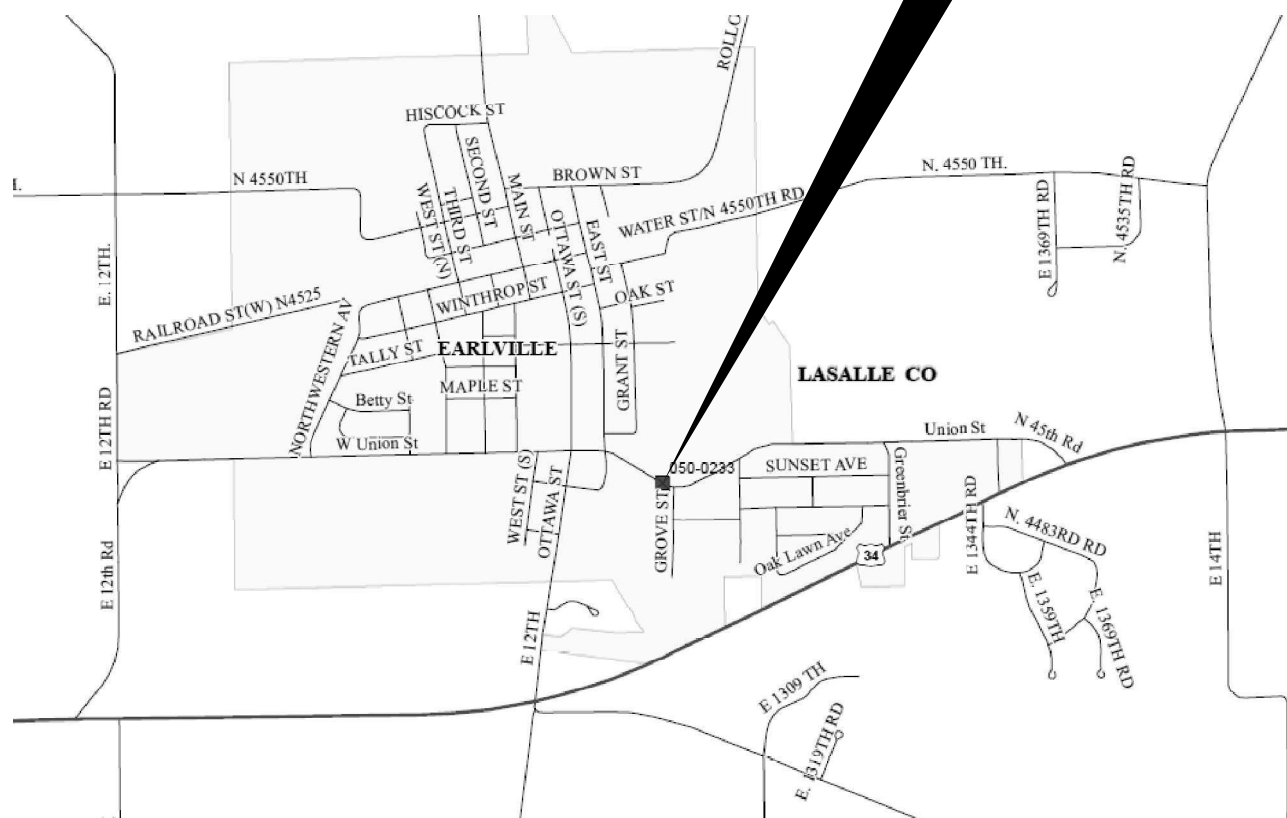 ROLLO
HISCOCK ST
SECOND ST
BROWN ST
N 4550TH
N. 4550 TH.
MAIN ST
THIRD ST
WEST ST (N)
OTTAWA ST (S)
EAST ST
WATER ST/N 4550TH RD
E 1369TH RD
N. 4535TH RD
E. 12TH.
RAILROAD ST(W) N4525
NORTHWESTERN AV
WINTHROP ST
OAK ST
TALLY ST
EARLVILLE
GRANT ST
LASALLE CO
MAPLE ST
Betty St
W Union St
E 12TH RD
Union St
N 45th Rd
050-0233
SUNSET AVE
Greenbrier St
WEST ST (S)
OTTAWA ST
GROVE ST
Oak Lawn Ave
34
E 1344TH RD
N. 4483RD RD
E 12th Rd
E 14TH
E. 1359TH
E. 1369TH RD
E 12TH
E 1309 TH
E. 1319TH RD